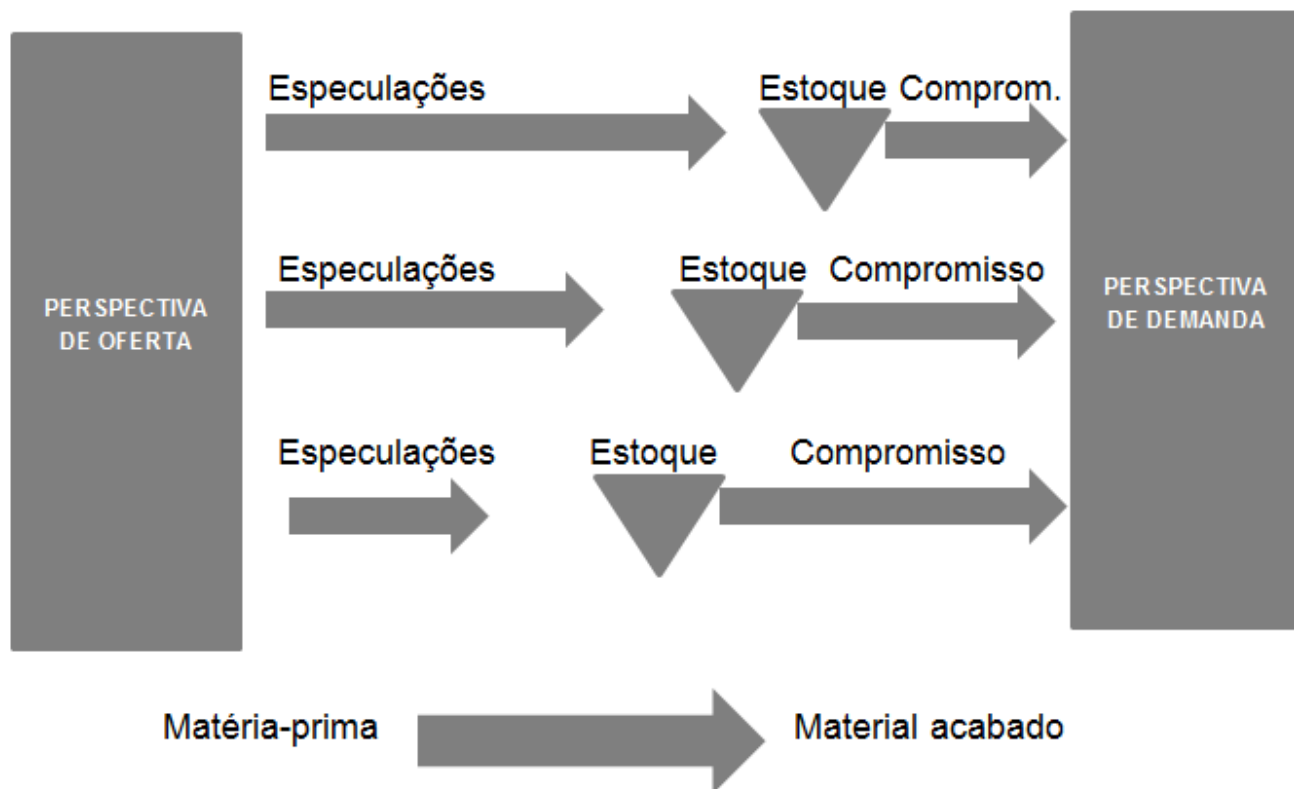 Especulações
Estoque Comprom.
Especulações
Estoque Compromisso
PERSPECTIVA
DE OFERTA
PERSPECTIVA
DE DEMANDA
Especulações
Estoque
Compromisso
Matéria-prima
Material acabado